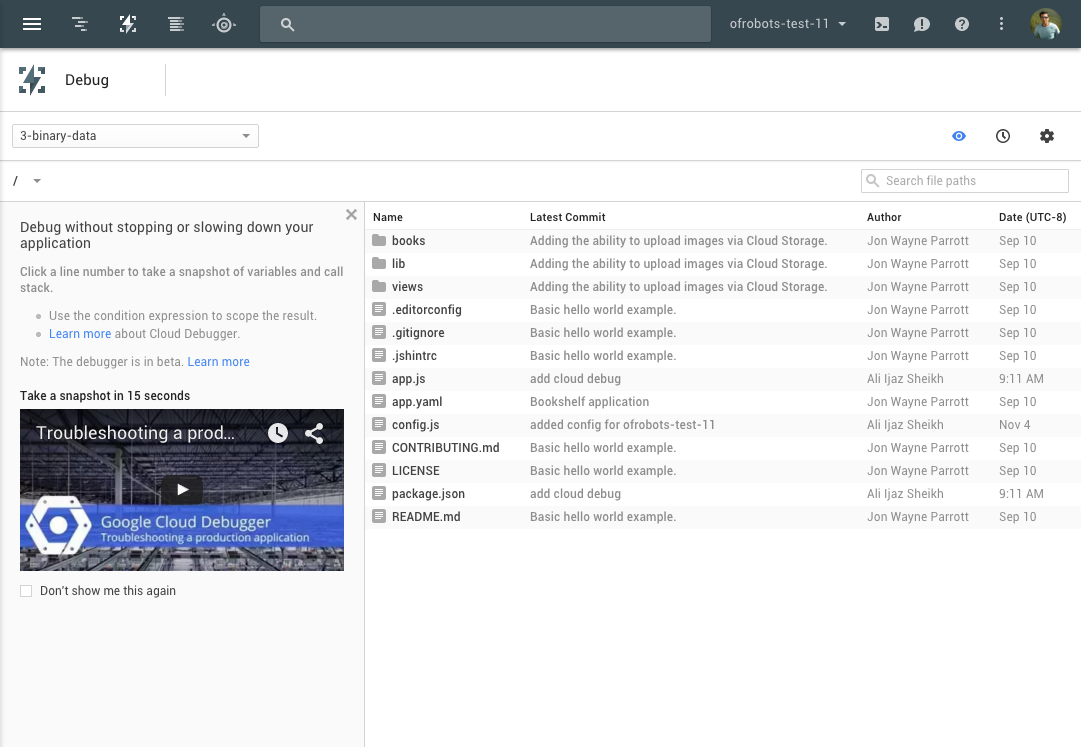 ofrobots-test-11
Debug
3-binary-data
/
Search file paths
Debug without stopping or slowing down your
application
Click a line number to take a snapshot of variables and call
stack.
Use the condition expression to scope the result.
Learn more about Cloud Debugger.
Note: The debugger is in beta. Learn more
Take a snapshot in 15 seconds
Troubleshooting a prod...
Google Cloud Debugger
Troubleshooting a production application
Don't show me this again
Name Latest Commit Author Date (UTC-8)
books Adding the ability to upload images via Cloud Storage. Jon Wayne Parrott Sep 10
lib Adding the ability to upload images via Cloud Storage. Jon Wayne Parrott Sep 10
views Adding the ability to upload images via Cloud Storage. Jon Wayne Parrott Sep 10
.editorconfig Basic hello world example. Jon Wayne Parrott Sep 10
.gitignore Basic hello world example. Jon Wayne Parrott Sep 10
.jshintrc Basic hello world example. Jon Wayne Parrott Sep 10
app.js add cloud debug Ali Ijaz Sheikh 9:11 AM
app.yaml Bookshelf application Jon Wayne Parrott Sep 10
config.js added config for ofrobots-test-11 Ali Ijaz Sheikh Nov 4
CONTRIBUTING.md Basic hello world example. Jon Wayne Parrott Sep 10
LICENSE Basic hello world example. Jon Wayne Parrott Sep 10
package.json add cloud debug Ali Ijaz Sheikh 9:11 AM
README.md Basic hello world example. Jon Wayne Parrott Sep 10